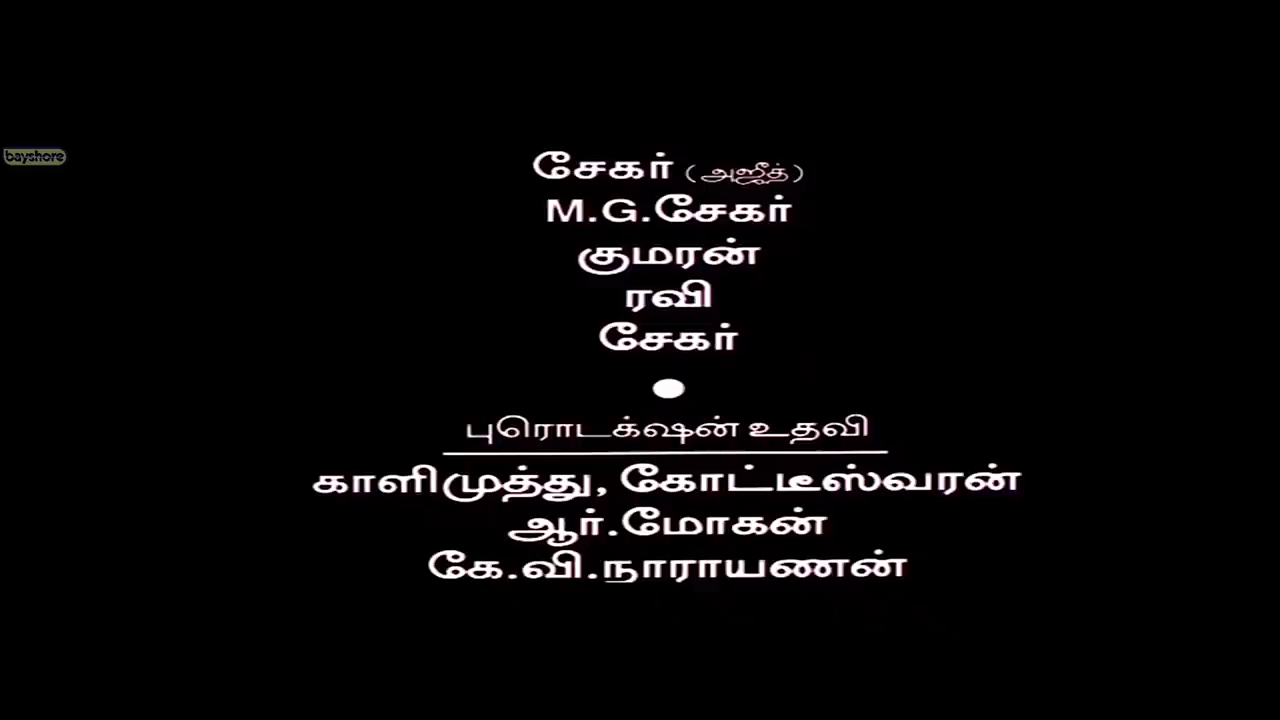 bayshore
சேகர் (அஜீத்)
M.G.சேகர்
குமரன்
ரவி
சேகர்
புரொடக்ஷன் உதவி
காளிமுத்து, கோட்டீஸ்வரன்
ஆர்.மோகன்
கே.வி.நாராயணன்